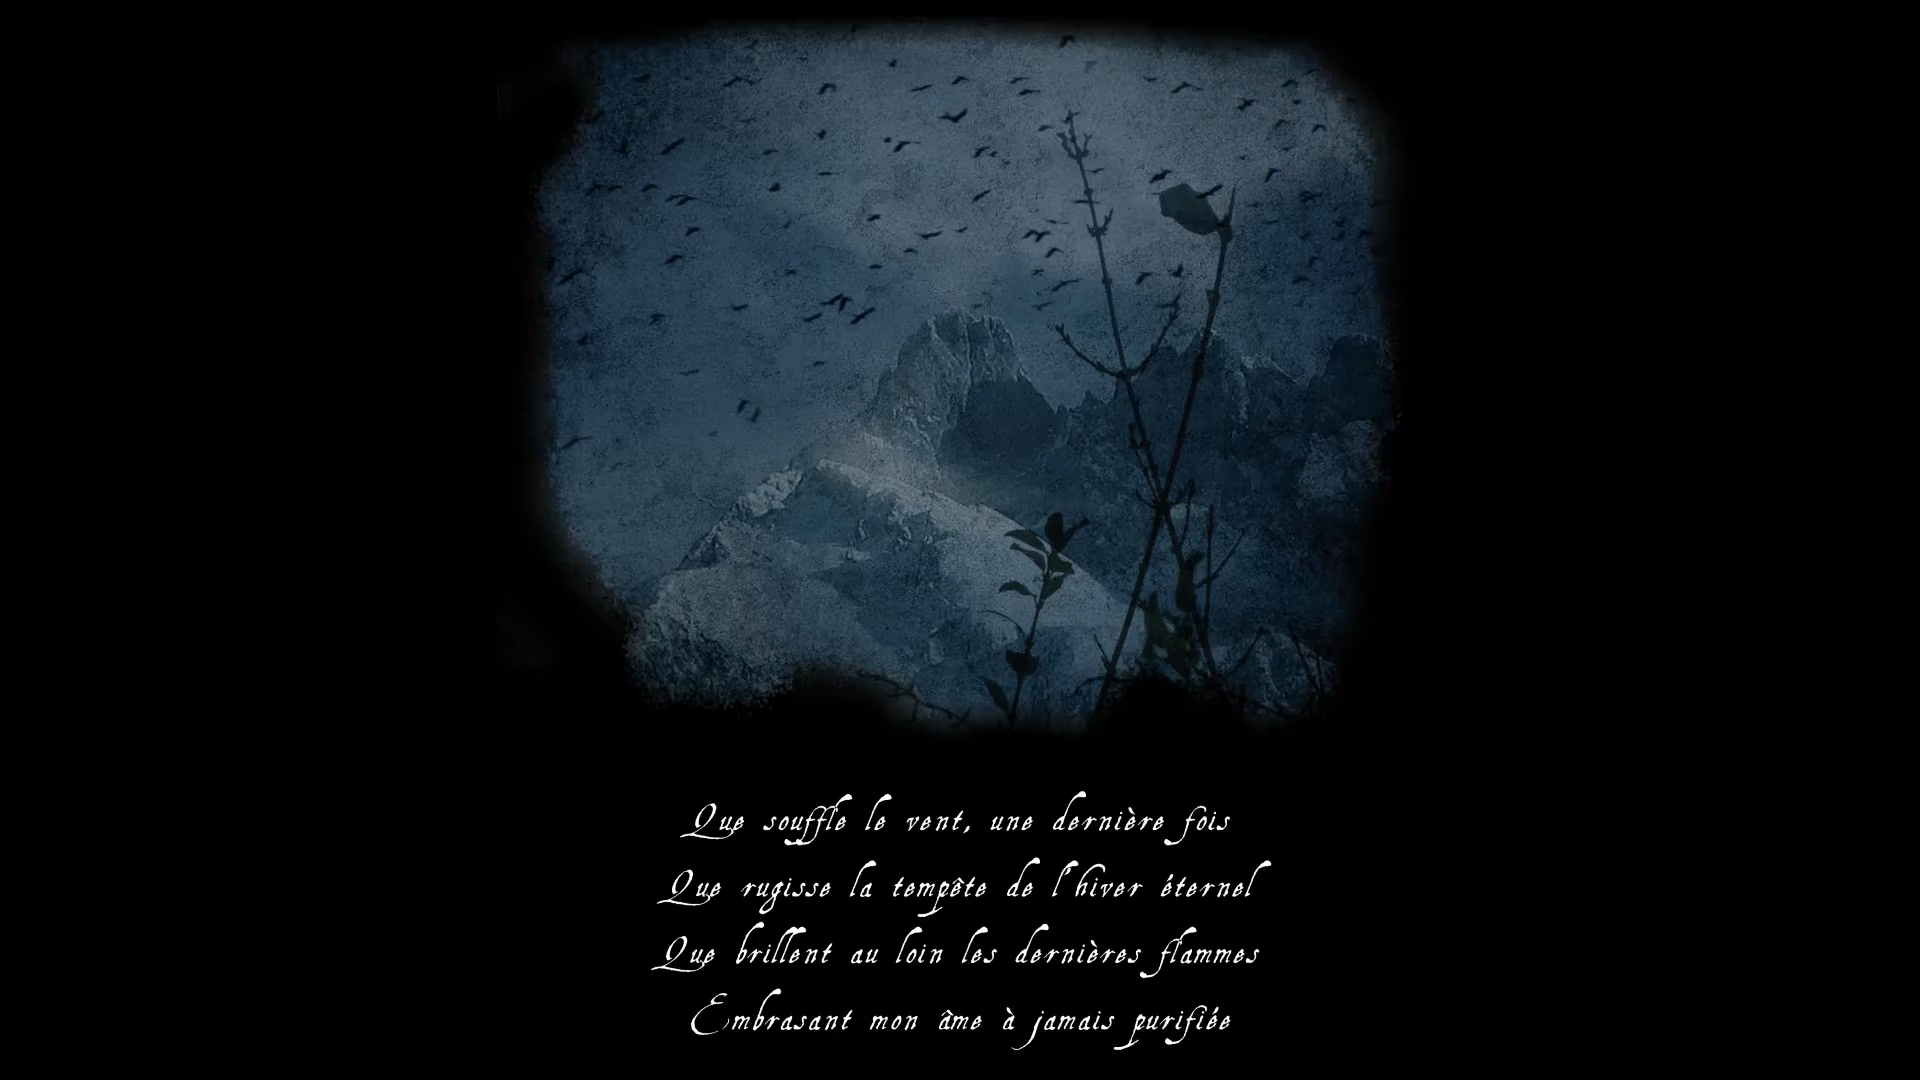 Que souffle le vent, une dernière fois
Que rugisse la tempête de l'hiver éternel
Que brillent au loin les dernières flammes
Embrasant mon âme à jamais purifiée